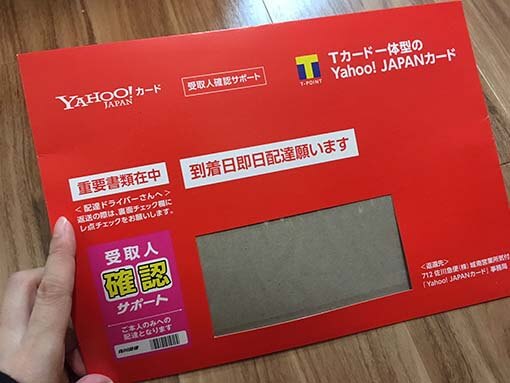 YAHOO!カード
JAPAN
受取人確認サポート
T
T-POINT
Tカード一体型の
Yahoo! JAPANカード
重要書類在中
到着日即日配達願います
<配達ドライバーさんへ>
返送の際は、裏面チェック欄に
レ点チェックをお願いします。
受取人
確認
サポート
ご本人のみへの
配達となります
佐川急便
<返還先>
712 佐川急便(株) 城南営業所気付
「Yahoo! JAPANカード」事務局